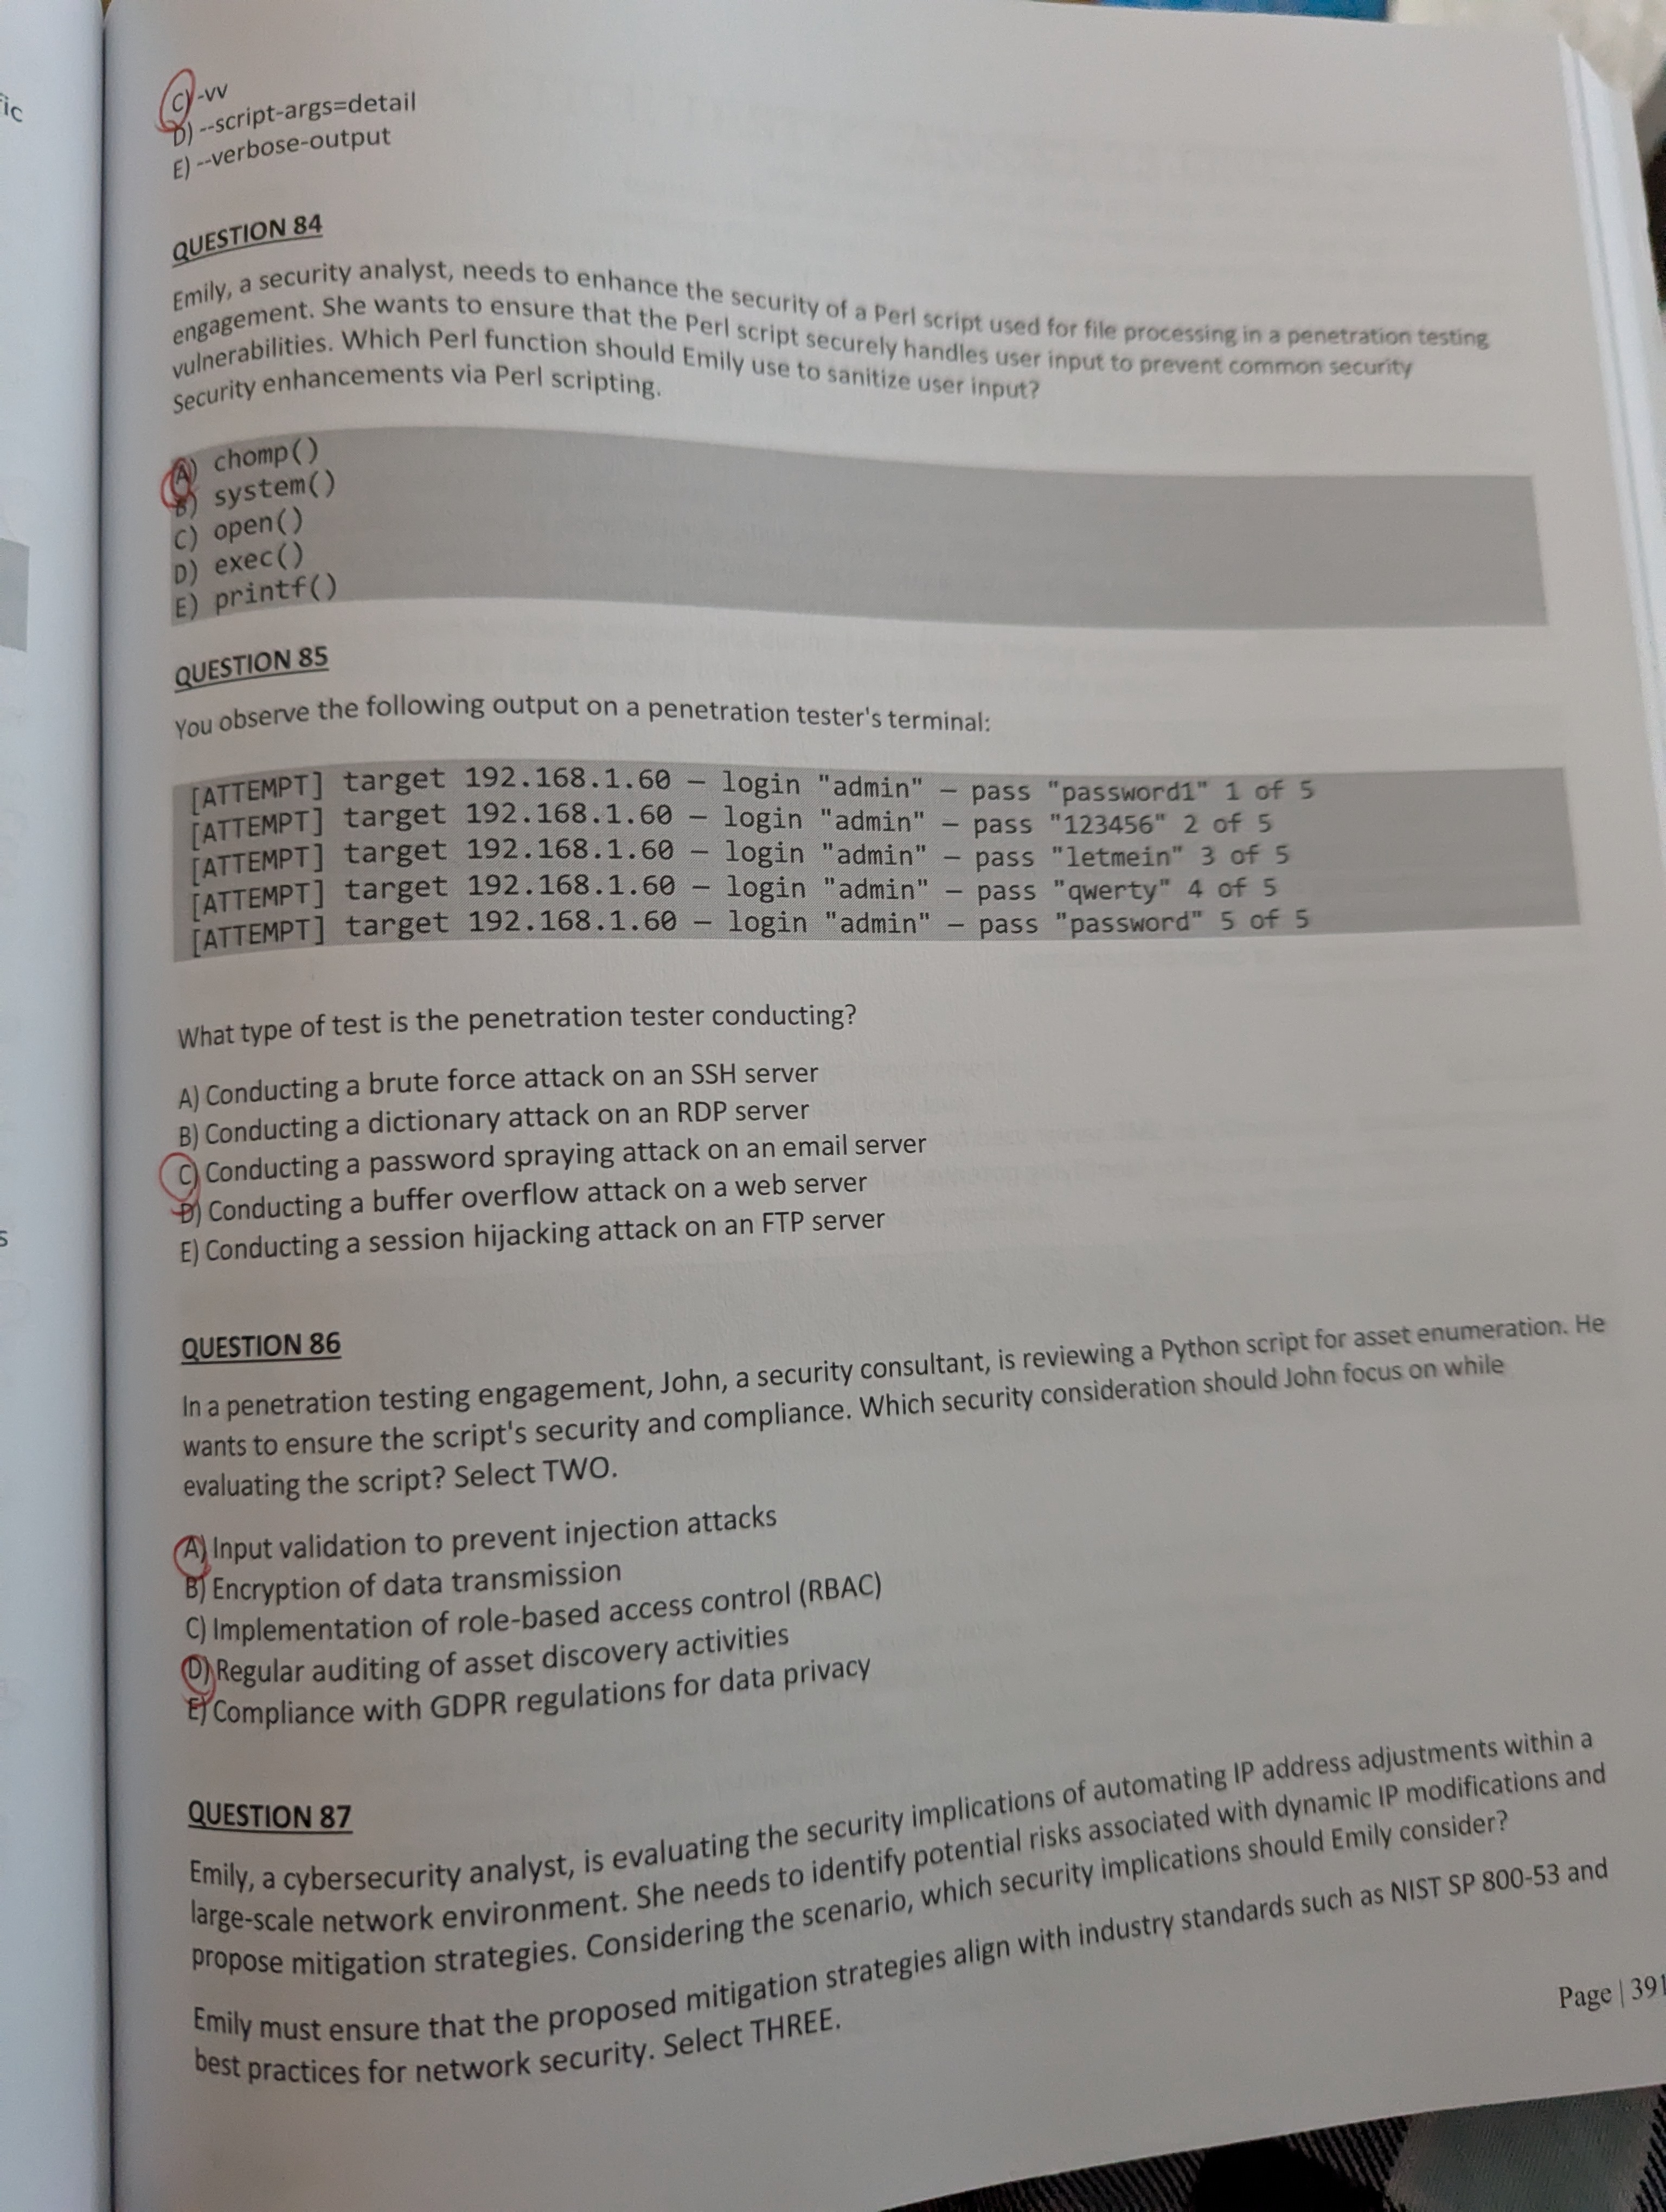 ic
C) -vv
D) --script-args=detail
E) --verbose-output
QUESTION 84
Emily, a security analyst, needs to enhance the security of a Perl script used for file processing in a penetration testing
engagement. She wants to ensure that the Perl script securely handles user input to prevent common security
vulnerabilities. Which Perl function should Emily use to sanitize user input?
Security enhancements via Perl scripting.
A) chomp()
B) system()
C) open()
D) exec()
E) printf()
QUESTION 85
You observe the following output on a penetration tester's terminal:
[ATTEMPT] target 192.168.1.60 – login "admin" – pass "password1" 1 of 5
[ATTEMPT] target 192.168.1.60 – login "admin" – pass "123456" 2 of 5
[ATTEMPT] target 192.168.1.60 – login "admin" – pass "letmein" 3 of 5
[ATTEMPT] target 192.168.1.60 – login "admin" – pass "qwerty" 4 of 5
[ATTEMPT] target 192.168.1.60 – login "admin" – pass "password" 5 of 5
What type of test is the penetration tester conducting?
A) Conducting a brute force attack on an SSH server
B) Conducting a dictionary attack on an RDP server
C) Conducting a password spraying attack on an email server
D) Conducting a buffer overflow attack on a web server
E) Conducting a session hijacking attack on an FTP server
s
QUESTION 86
In a penetration testing engagement, John, a security consultant, is reviewing a Python script for asset enumeration. He
wants to ensure the script's security and compliance. Which security consideration should John focus on while
evaluating the script? Select TWO.
A) Input validation to prevent injection attacks
B) Encryption of data transmission
C) Implementation of role-based access control (RBAC)
D) Regular auditing of asset discovery activities
E) Compliance with GDPR regulations for data privacy
QUESTION 87
Emily, a cybersecurity analyst, is evaluating the security implications of automating IP address adjustments within a
large-scale network environment. She needs to identify potential risks associated with dynamic IP modifications and
propose mitigation strategies. Considering the scenario, which security implications should Emily consider?
Emily must ensure that the proposed mitigation strategies align with industry standards such as NIST SP 800-53 and
best practices for network security. Select THREE.
Page | 391